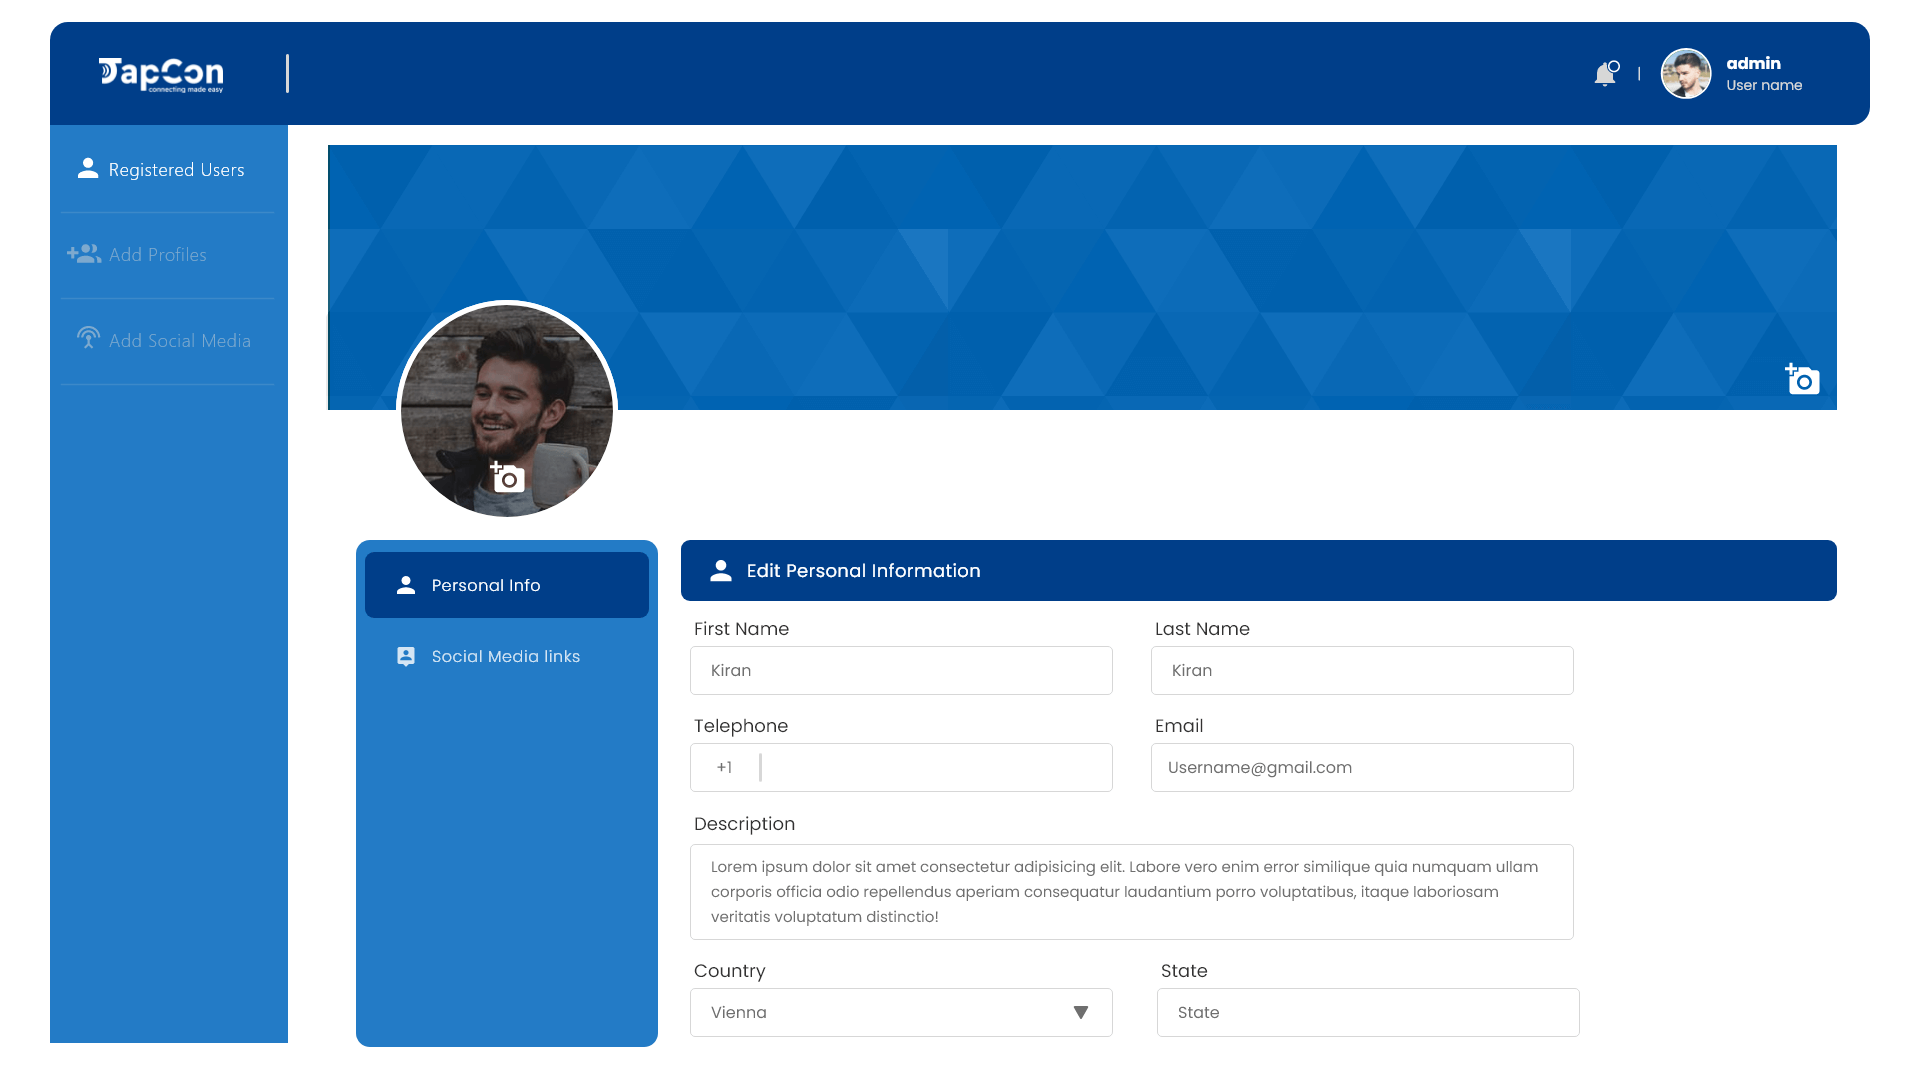 TapCon
connecting made easy
admin
User name
Registered Users
Add Profiles
Add Social Media
Personal Info
Social Media links
Edit Personal Information
First Name
Last Name
Kiran
Kiran
Telephone
Email
+1
Username@gmail.com
Description
Lorem ipsum dolor sit amet consectetur adipisicing elit. Labore vero enim error similique quia numquam ullam
corporis officia odio repellendus aperiam consequatur laudantium porro voluptatibus, itaque laboriosam
veritatis voluptatum distinctio!
Country
State
Vienna
State